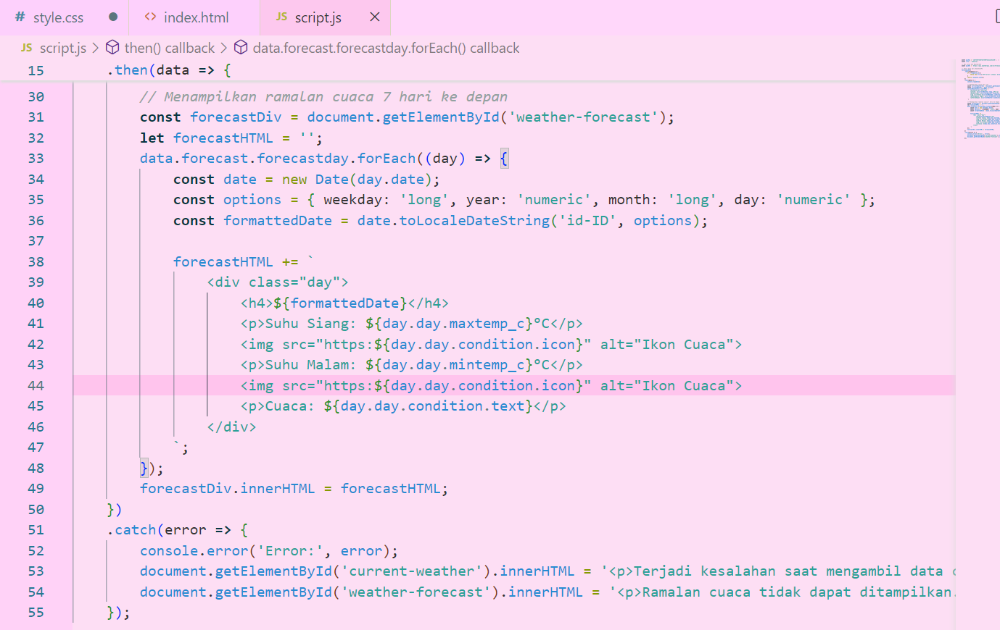 # style.css ● <> index.html JS script.js ×
JS script.js > then() callback > data.forecast.forecastday.forEach() callback
15 .then(data => {
30 // Menampilkan ramalan cuaca 7 hari ke depan
31 const forecastDiv = document.getElementById('weather-forecast');
32 let forecastHTML = '';
33 data.forecast.forecastday.forEach((day) => {
34 const date = new Date(day.date);
35 const options = { weekday: 'long', year: 'numeric', month: 'long', day: 'numeric' };
36 const formattedDate = date.toLocaleDateString('id-ID', options);
37
38 forecastHTML += `
39 <div class="day">
40 <h4>${formattedDate}</h4>
41 <p>Suhu Siang: ${day.day.maxtemp_c}°C</p>
42 <img src="https:${day.day.condition.icon}" alt="Ikon Cuaca">
43 <p>Suhu Malam: ${day.day.mintemp_c}°C</p>
44 <img src="https:${day.day.condition.icon}" alt="Ikon Cuaca">
45 <p>Cuaca: ${day.day.condition.text}</p>
46 </div>
47 `;
48 });
49 forecastDiv.innerHTML = forecastHTML;
50 })
51 .catch(error => {
52 console.error('Error:', error);
53 document.getElementById('current-weather').innerHTML = '<p>Terjadi kesalahan saat mengambil data
54 document.getElementById('weather-forecast').innerHTML = '<p>Ramalan cuaca tidak dapat ditampilkan.
55 });